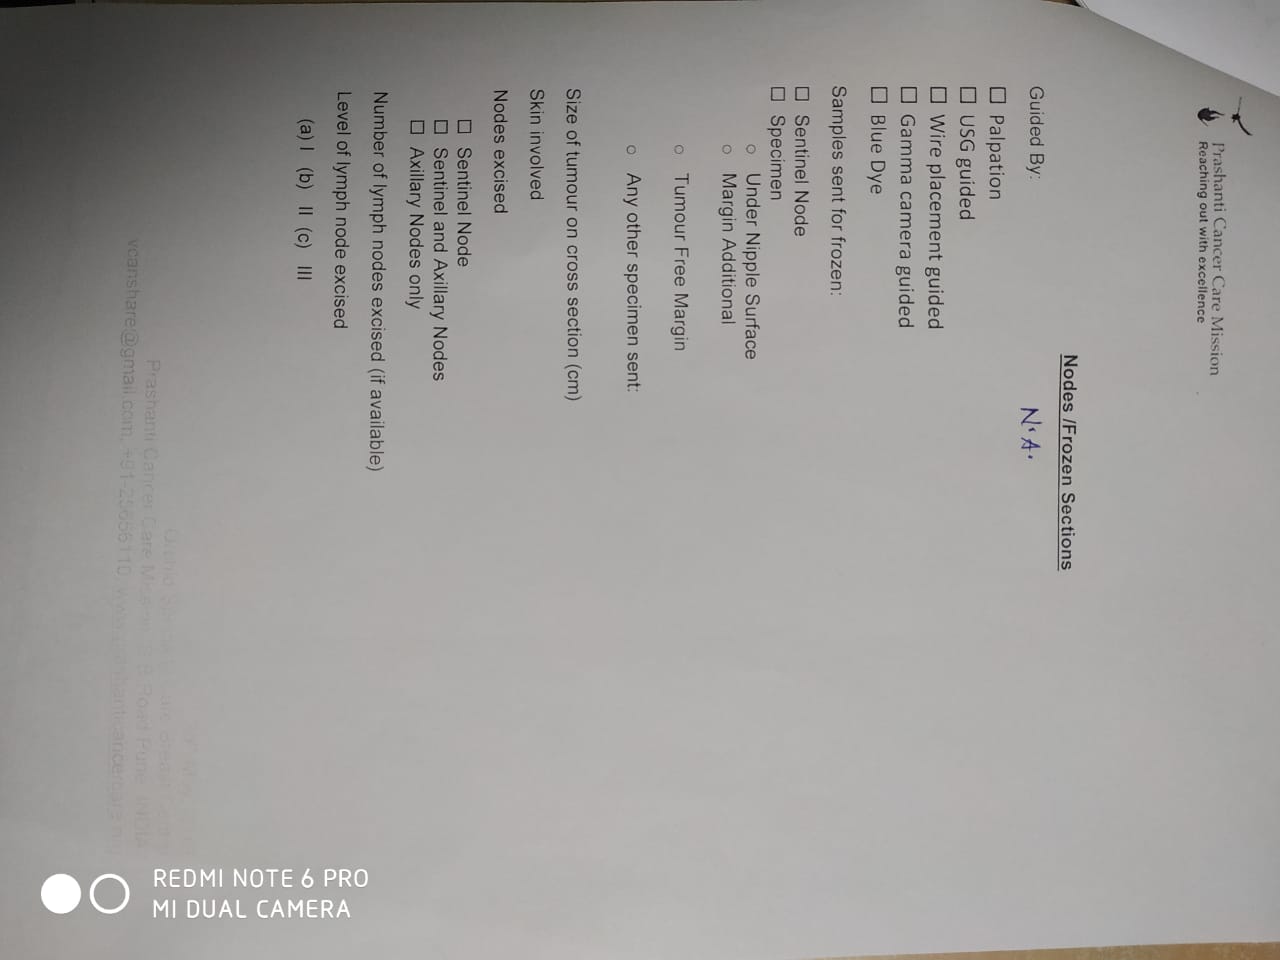 Prashanti Cancer Care Mission
Reaching out with excellence
Nodes /Frozen Sections
Guided By: N.A.
☐ Palpation
☐ USG guided
☐ Wire placement guided
☐ Gamma camera guided
☐ Blue Dye
Samples sent for frozen:
☐ Sentinel Node
○ Under Nipple Surface
☐ Specimen
○ Margin Additional
○ Tumour Free Margin
○ Any other specimen sent:
Size of tumour on cross section (cm)
Skin involved
Nodes excised
☐ Sentinel Node
☐ Sentinel and Axillary Nodes
☐ Axillary Nodes only
Number of lymph nodes excised (if available)
Level of lymph node excised
(a) I (b) II (c) III
Prashanti Cancer Care Mission Road Pune INDIA
vcanshare@gmail.com, +91-25656110
REDMI NOTE 6 PRO
MI DUAL CAMERA